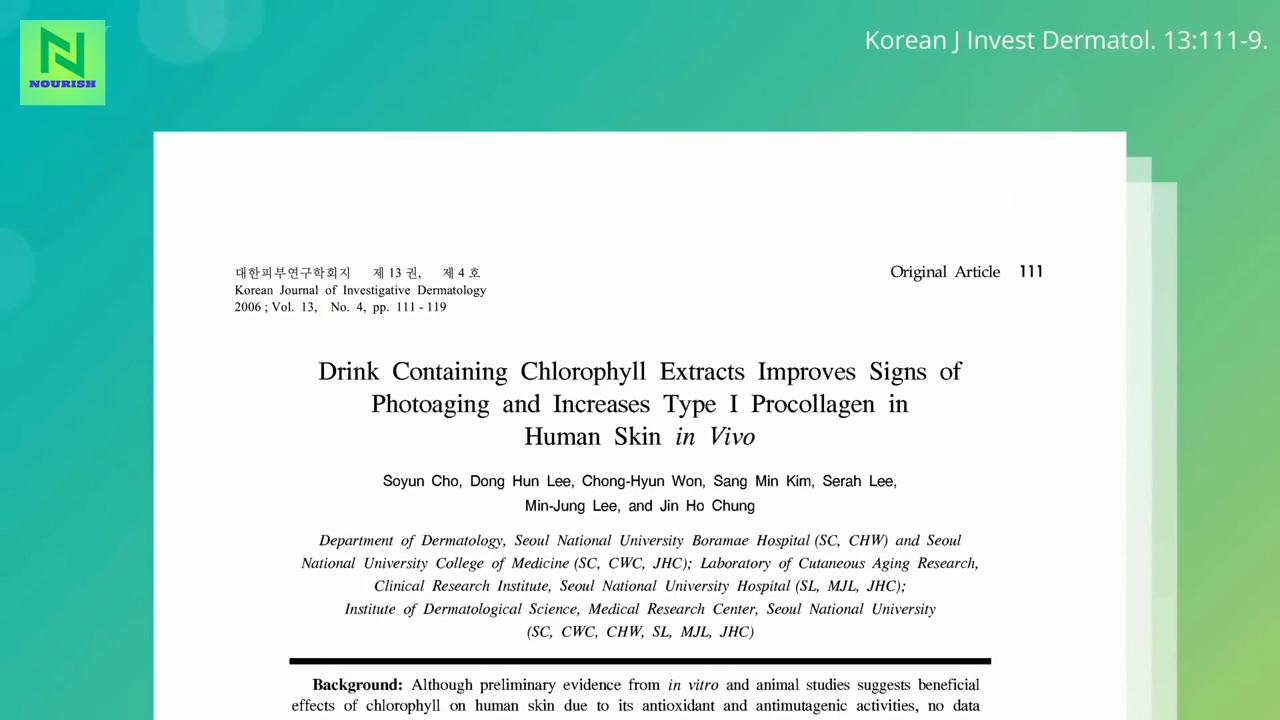 NOURISH
Korean J Invest Dermatol. 13:111-9.
대한피부연구학회지 제 13 권, 제 4 호
Korean Journal of Investigative Dermatology
2006 ; Vol. 13, No. 4, pp. 111 - 119
Original Article 111
Drink Containing Chlorophyll Extracts Improves Signs of
Photoaging and Increases Type I Procollagen in
Human Skin in Vivo
Soyun Cho, Dong Hun Lee, Chong-Hyun Won, Sang Min Kim, Serah Lee,
Min-Jung Lee, and Jin Ho Chung
Department of Dermatology, Seoul National University Boramae Hospital (SC, CHW) and Seoul
National University College of Medicine (SC, CWC, JHC); Laboratory of Cutaneous Aging Research,
Clinical Research Institute, Seoul National University Hospital (SL, MJL, JHC);
Institute of Dermatological Science, Medical Research Center, Seoul National University
(SC, CWC, CHW, SL, MJL, JHC)
Background: Although preliminary evidence from in vitro and animal studies suggests beneficial
effects of chlorophyll on human skin due to its antioxidant and antimutagenic activities, no data